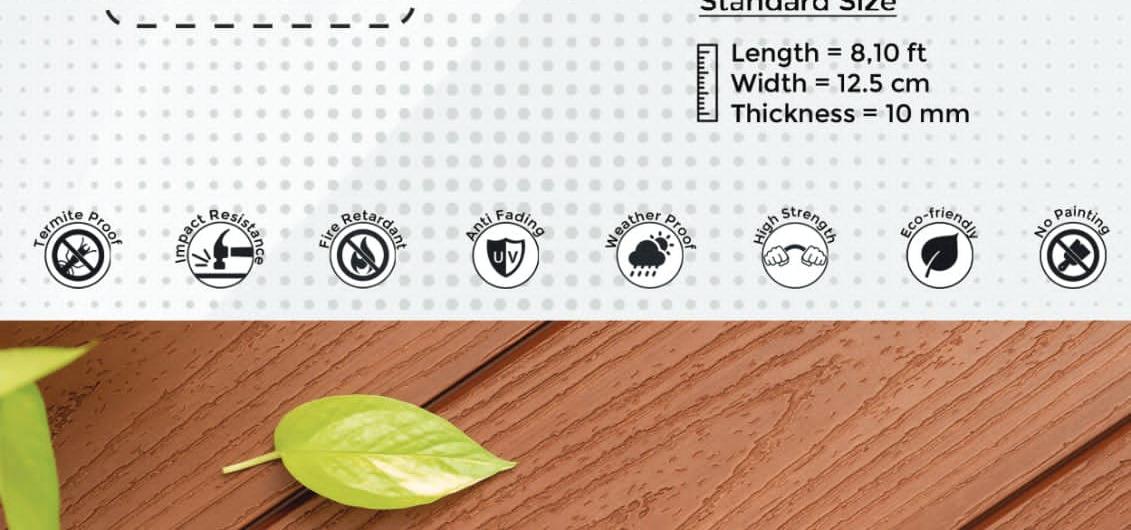 Standard Size
Length = 8,10 ft
Width = 12.5 cm
Thickness = 10 mm
Termite Proof
Impact Resistance
Fire Retardant
Anti Fading
UV
Weather Proof
High Strength
Eco-friendly
No Painting